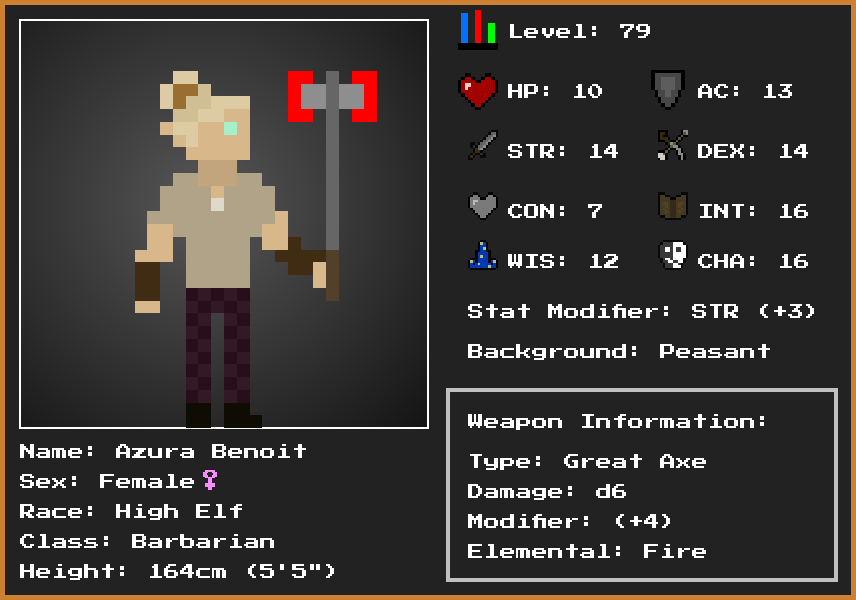 Level: 79
HP: 10
AC: 13
STR: 14
DEX: 14
CON: 7
INT: 16
WIS: 12
CHA: 16
Stat Modifier: STR (+3)
Background: Peasant
Weapon Information:
Type: Great Axe
Damage: d6
Modifier: (+4)
Elemental: Fire
Name: Azura Benoit
Sex: Female♀
Race: High Elf
Class: Barbarian
Height: 164cm (5'5")